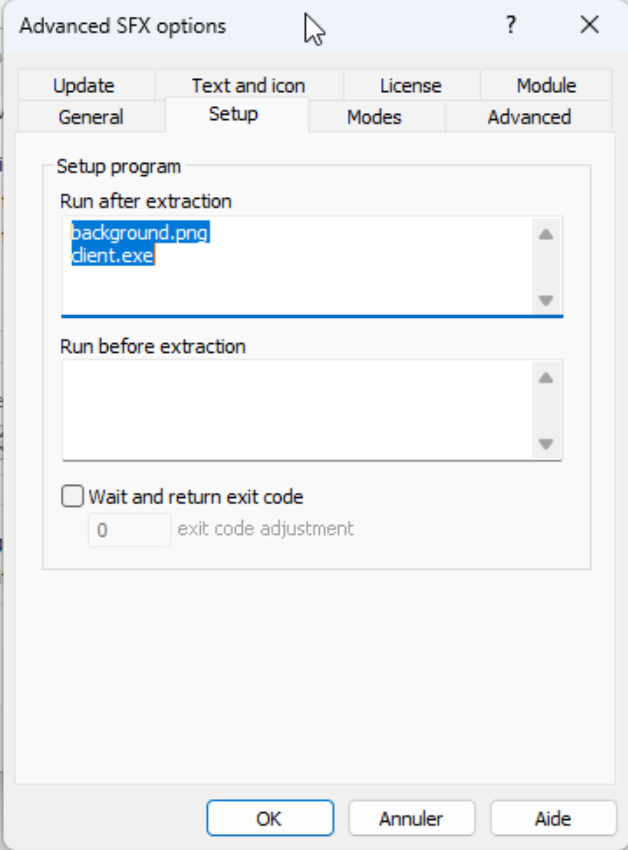 Advanced SFX options
?
Update Text and icon License Module
General Setup Modes Advanced
Setup program
Run after extraction
background.png
client.exe
Run before extraction
Wait and return exit code
0 exit code adjustment
OK Annuler Aide